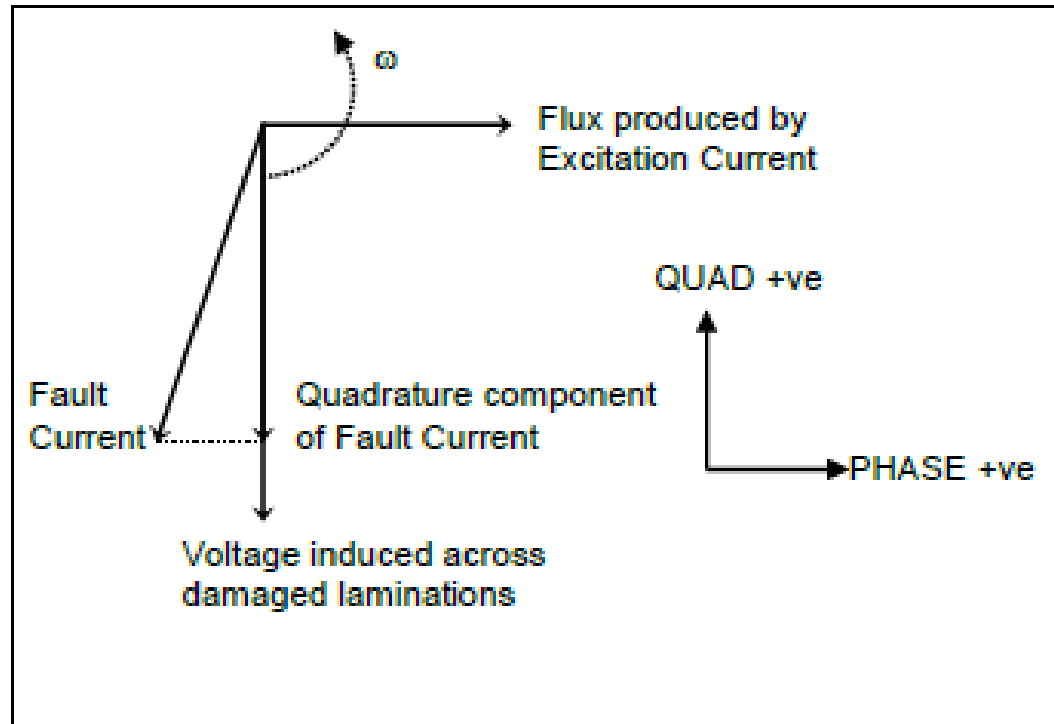 ω
Flux produced by
Excitation Current
QUAD +ve
Fault
Current
Quadrature component
of Fault Current
PHASE +ve
Voltage induced across
damaged laminations